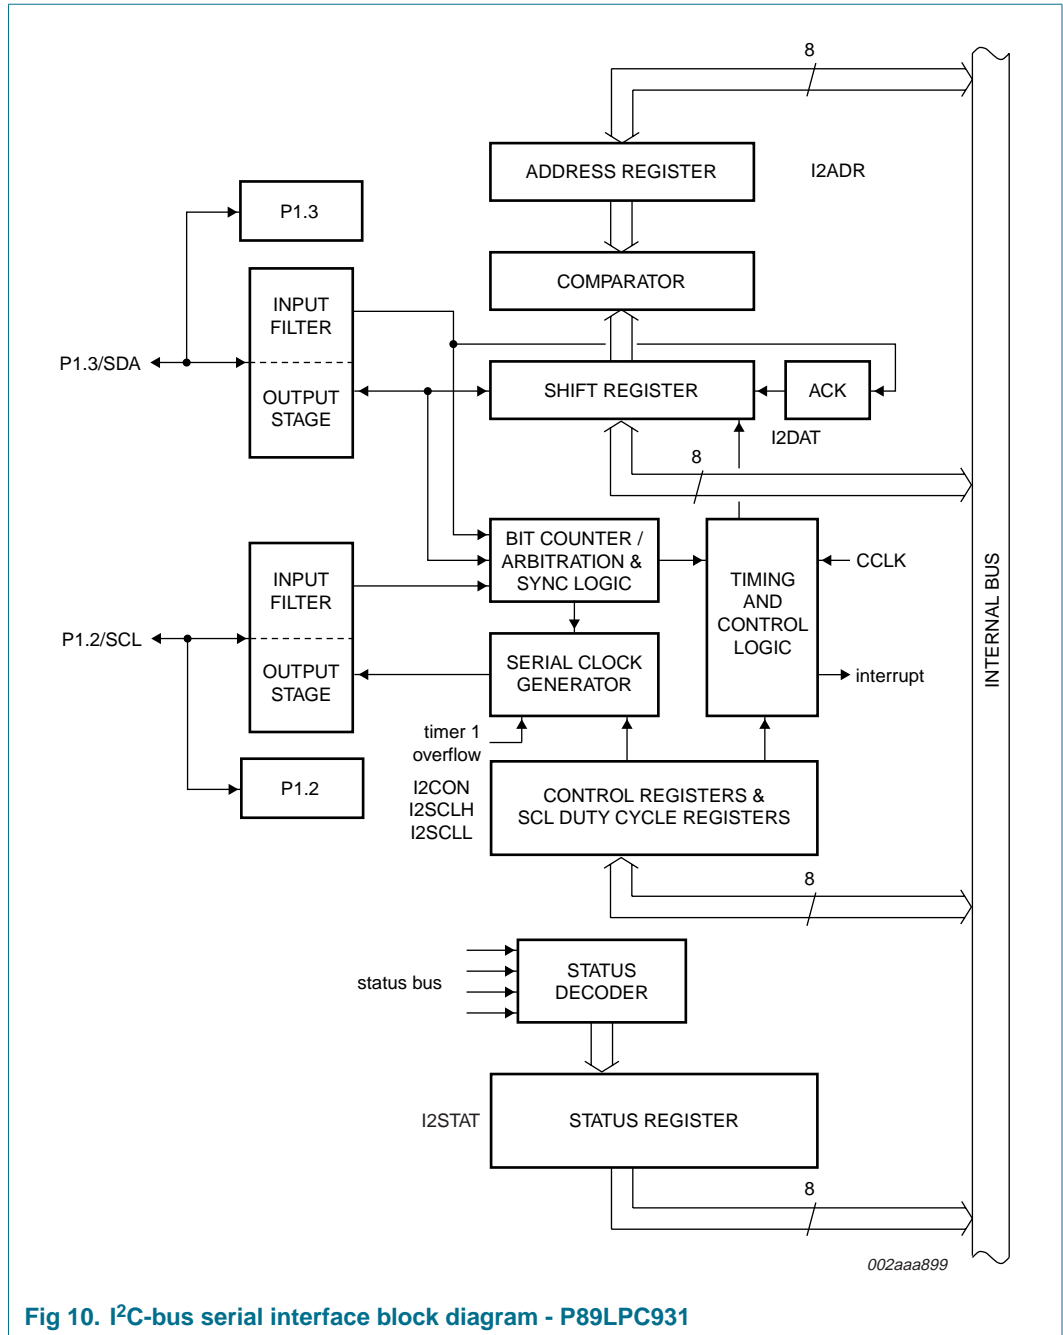 8
ADDRESS REGISTER
I2ADR
P1.3
COMPARATOR
INPUT
FILTER
P1.3/SDA
OUTPUT
STAGE
SHIFT REGISTER
ACK
I2DAT
8
BIT COUNTER /
ARBITRATION &
SYNC LOGIC
INPUT
FILTER
TIMING
AND
CONTROL
LOGIC
CCLK
INTERNAL BUS
P1.2/SCL
OUTPUT
STAGE
SERIAL CLOCK
GENERATOR
interrupt
timer 1
overflow
P1.2
I2CON
I2SCLH
I2SCLL
CONTROL REGISTERS &
SCL DUTY CYCLE REGISTERS
8
status bus
STATUS
DECODER
I2STAT
STATUS REGISTER
8
002aaa899
Fig 10. I²C-bus serial interface block diagram - P89LPC931